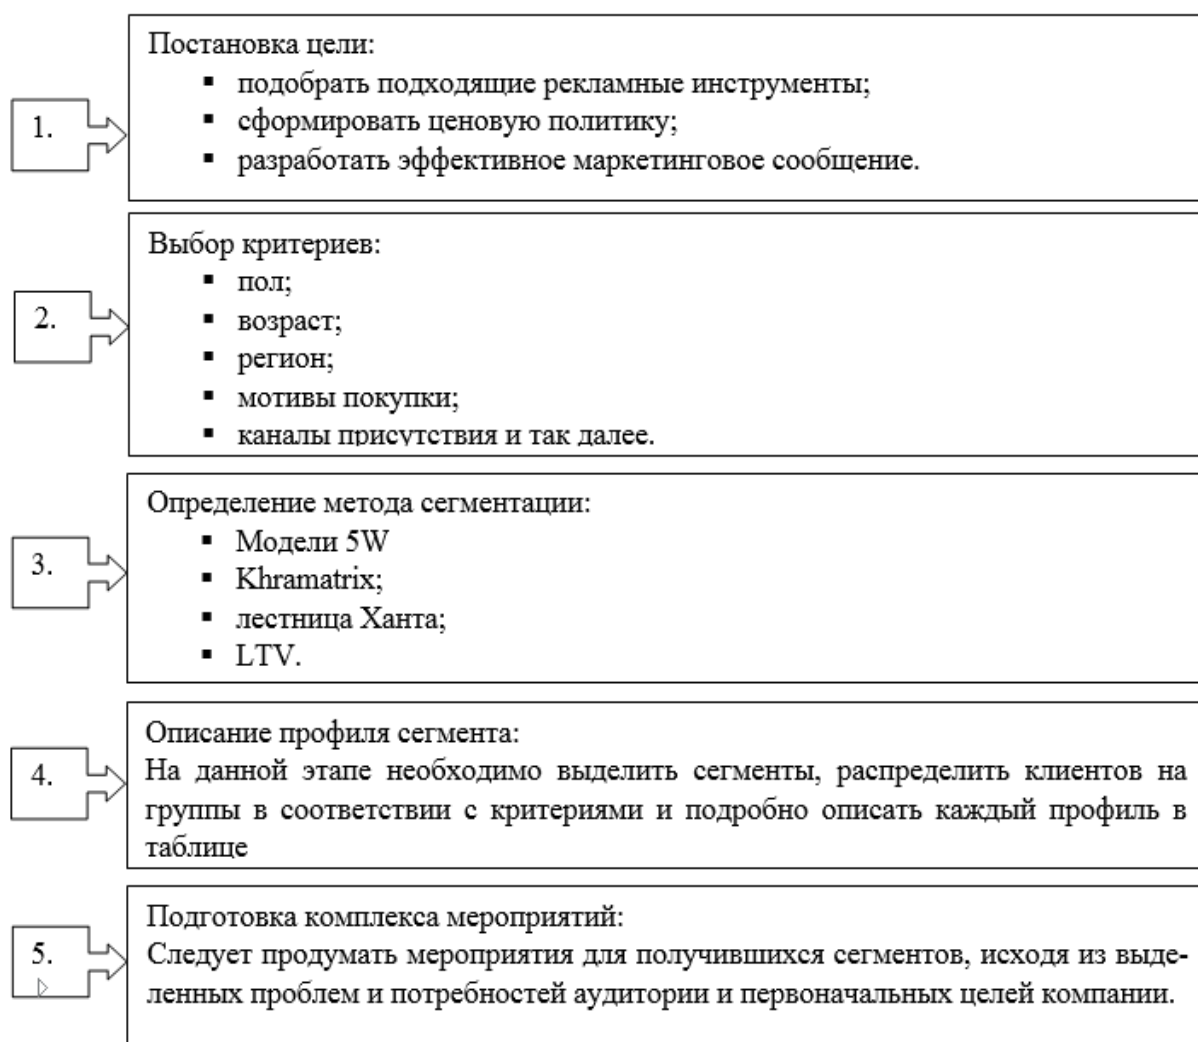 1.
Постановка цели:
▪ подобрать подходящие рекламные инструменты;
▪ сформировать ценовую политику;
▪ разработать эффективное маркетинговое сообщение.
2.
Выбор критериев:
▪ пол;
▪ возраст;
▪ регион;
▪ мотивы покупки;
▪ каналы присутствия и так далее.
3.
Определение метода сегментации:
▪ Модели 5W
▪ Khramatrix;
▪ лестница Ханта;
▪ LTV.
4.
Описание профиля сегмента:
На данной этапе необходимо выделить сегменты, распределить клиентов на
группы в соответствии с критериями и подробно описать каждый профиль в
таблице
5.
Подготовка комплекса мероприятий:
Следует продумать мероприятия для получившихся сегментов, исходя из выде-
ленных проблем и потребностей аудитории и первоначальных целей компании.